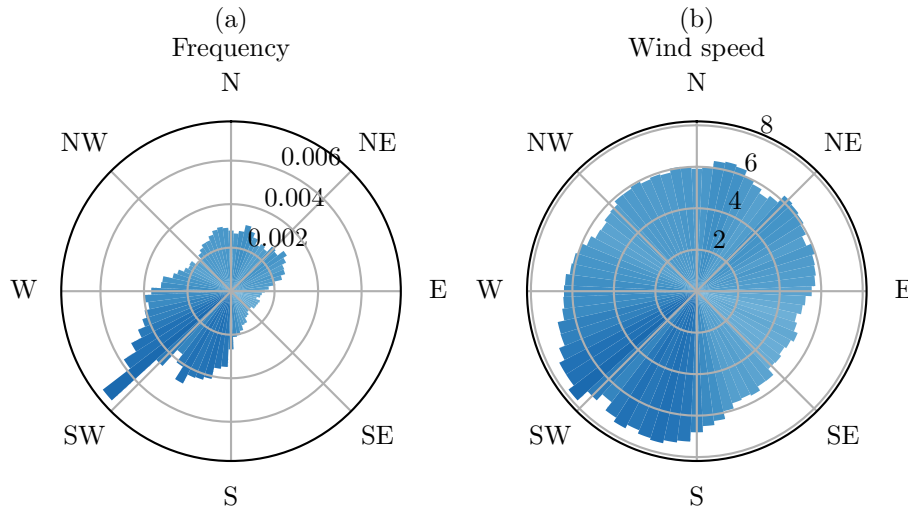 (a)
Frequency
N
NW
NE
0.006
0.004
0.002
W
E
SW
SE
S
(b)
Wind speed
N
NW
NE
8
6
4
2
W
E
SW
SE
S